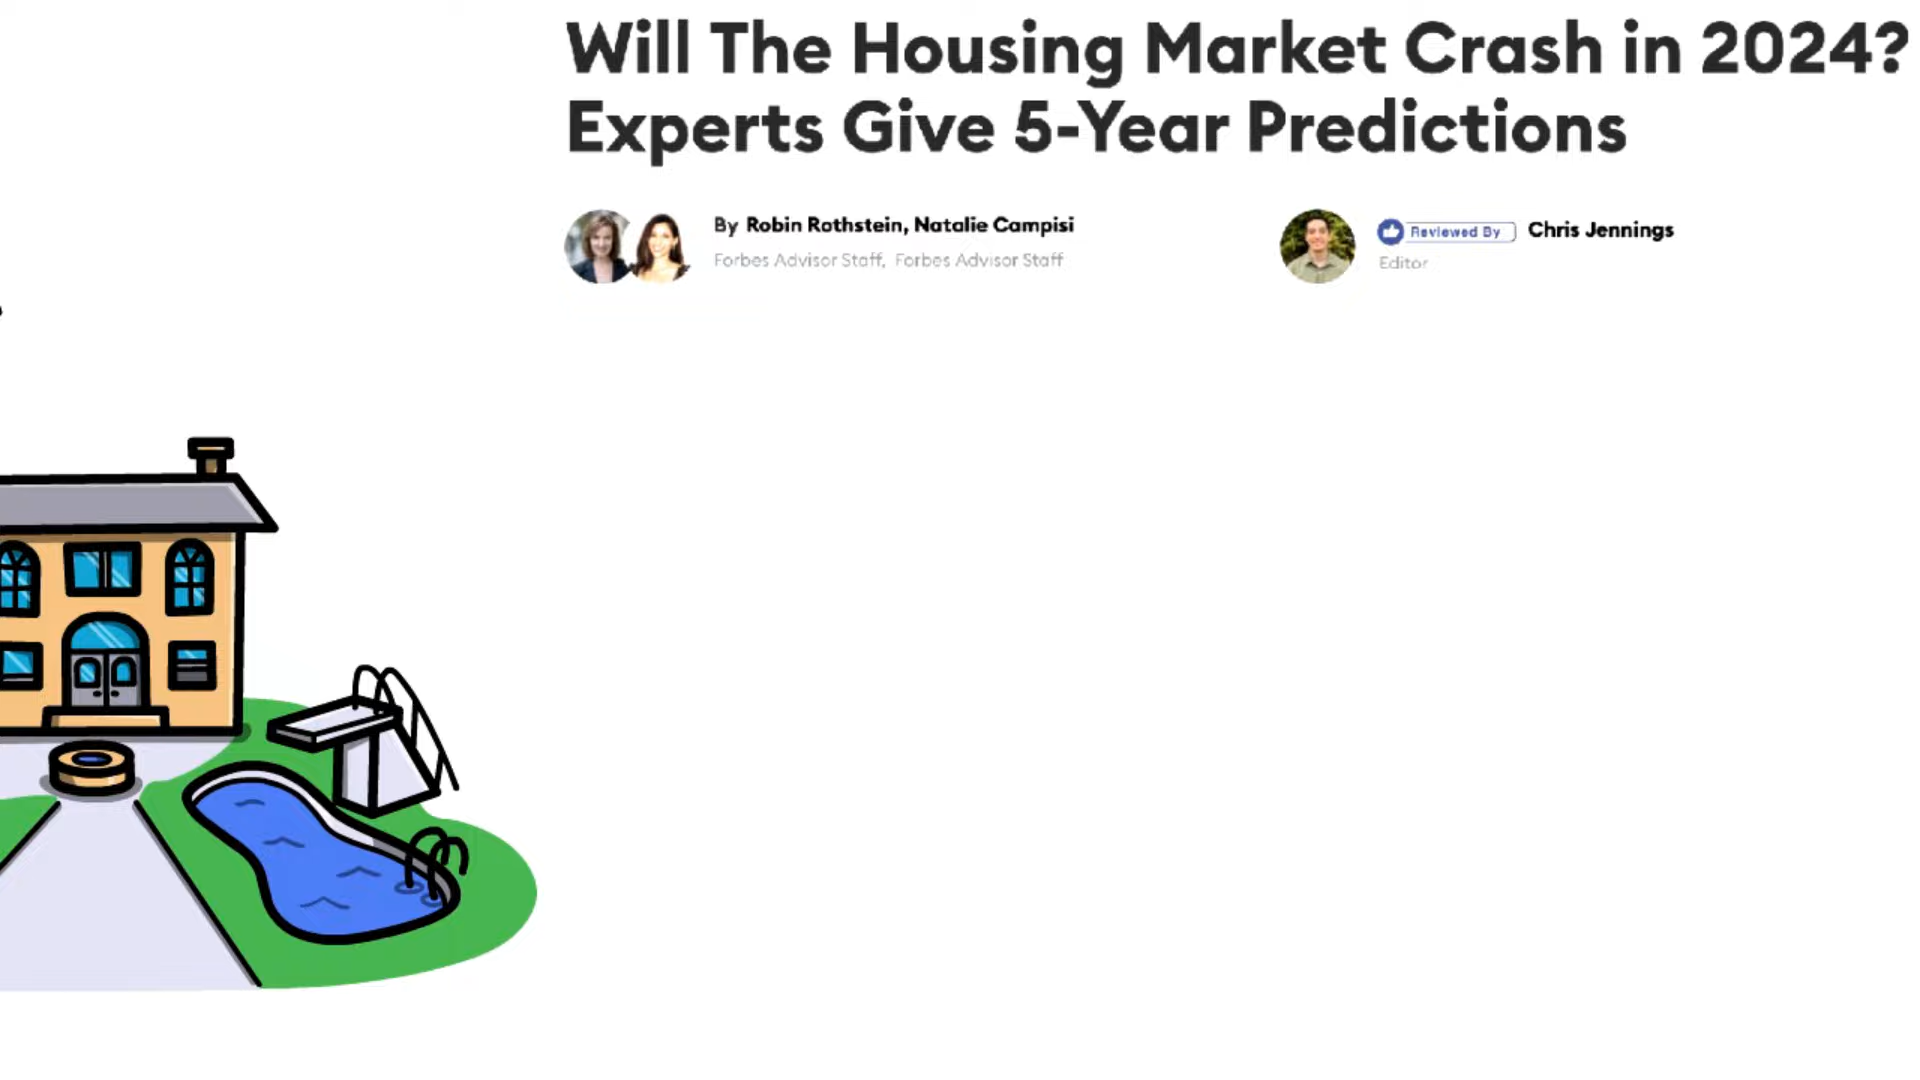 Will The Housing Market Crash in 2024?
Experts Give 5-Year Predictions
By Robin Rothstein, Natalie Campisi
Forbes Advisor Staff, Forbes Advisor Staff
Reviewed By Chris Jennings
Editor